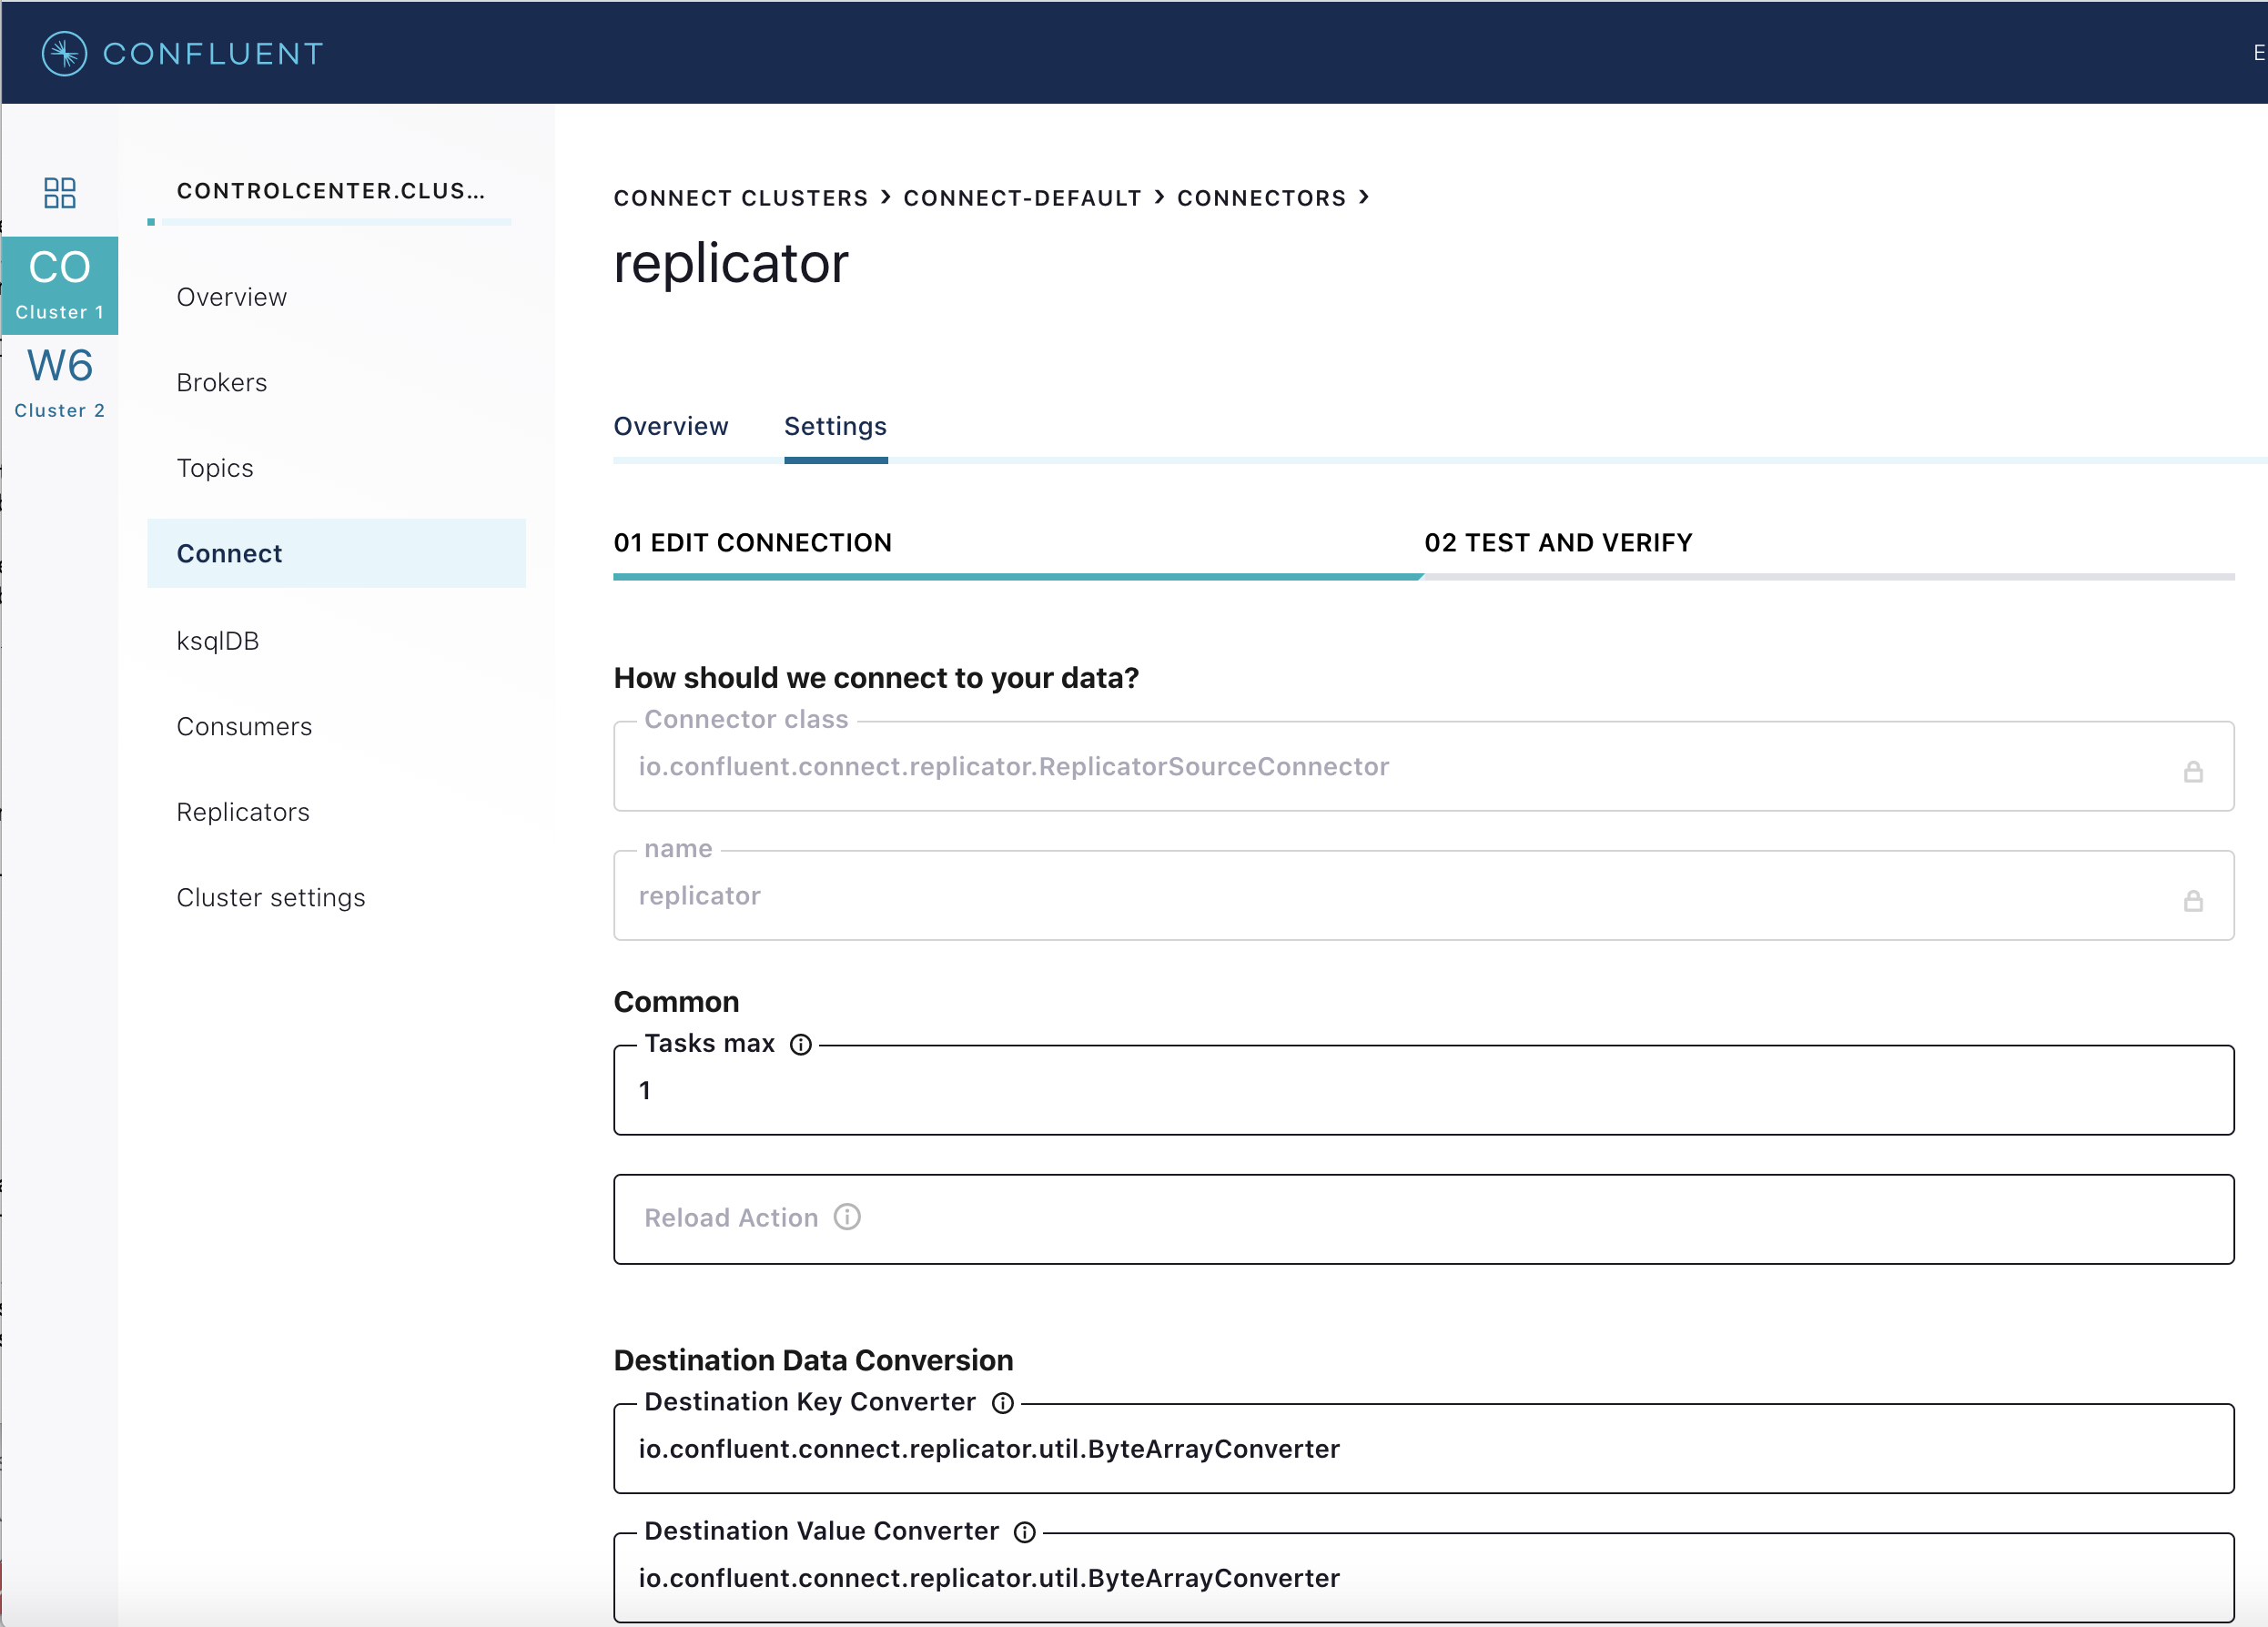 CONFLUENT
E
CONTROLCENTER.CLUS...
CO
Cluster 1
W6
Cluster 2
Overview
Brokers
Topics
Connect
ksqlDB
Consumers
Replicators
Cluster settings
CONNECT CLUSTERS > CONNECT-DEFAULT > CONNECTORS >
replicator
Overview Settings
01 EDIT CONNECTION 02 TEST AND VERIFY
How should we connect to your data?
Connector class
io.confluent.connect.replicator.ReplicatorSourceConnector
name
replicator
Common
Tasks max
1
Reload Action
Destination Data Conversion
Destination Key Converter
io.confluent.connect.replicator.util.ByteArrayConverter
Destination Value Converter
io.confluent.connect.replicator.util.ByteArrayConverter